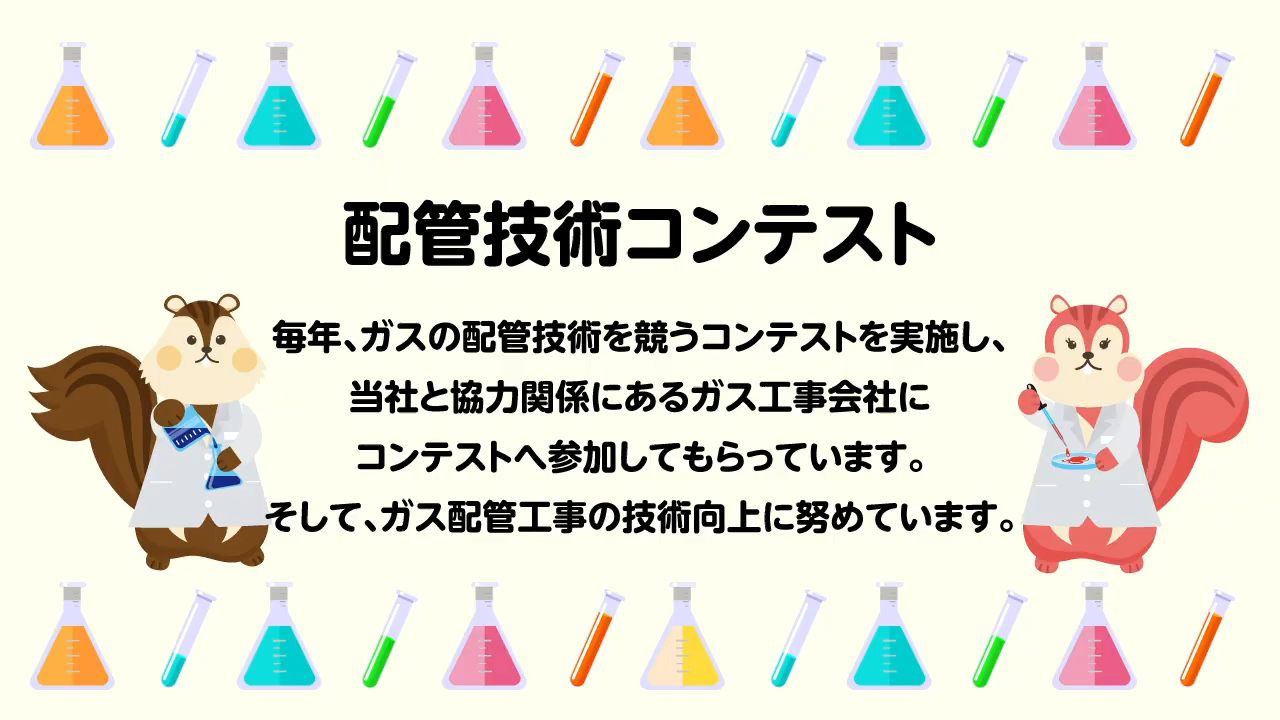 配管技術コンテスト
毎年、ガスの配管技術を競うコンテストを実施し、
当社と協力関係にあるガス工事会社に
コンテストへ参加してもらっています。
そして、ガス配管工事の技術向上に努めています。